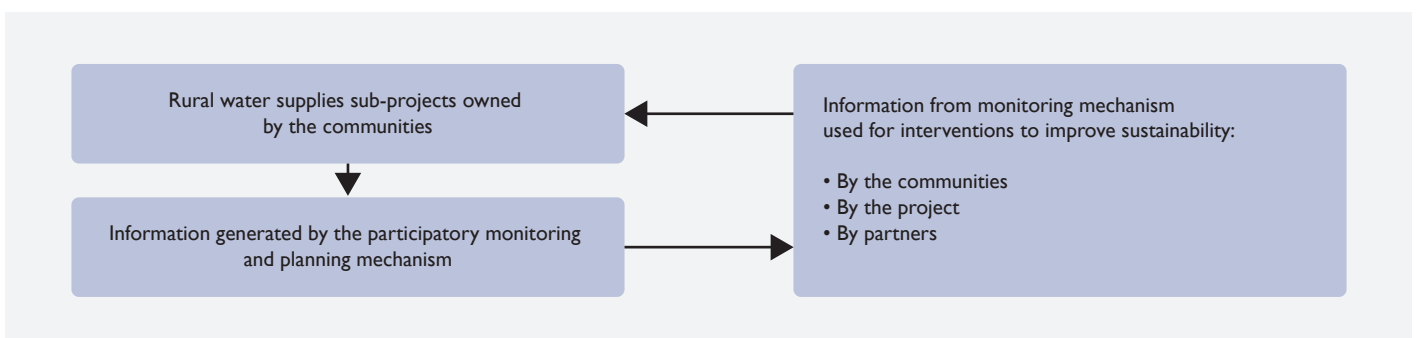 Rural water supplies sub-projects owned
by the communities
Information generated by the participatory monitoring
and planning mechanism
Information from monitoring mechanism
used for interventions to improve sustainability:
• By the communities
• By the project
• By partners